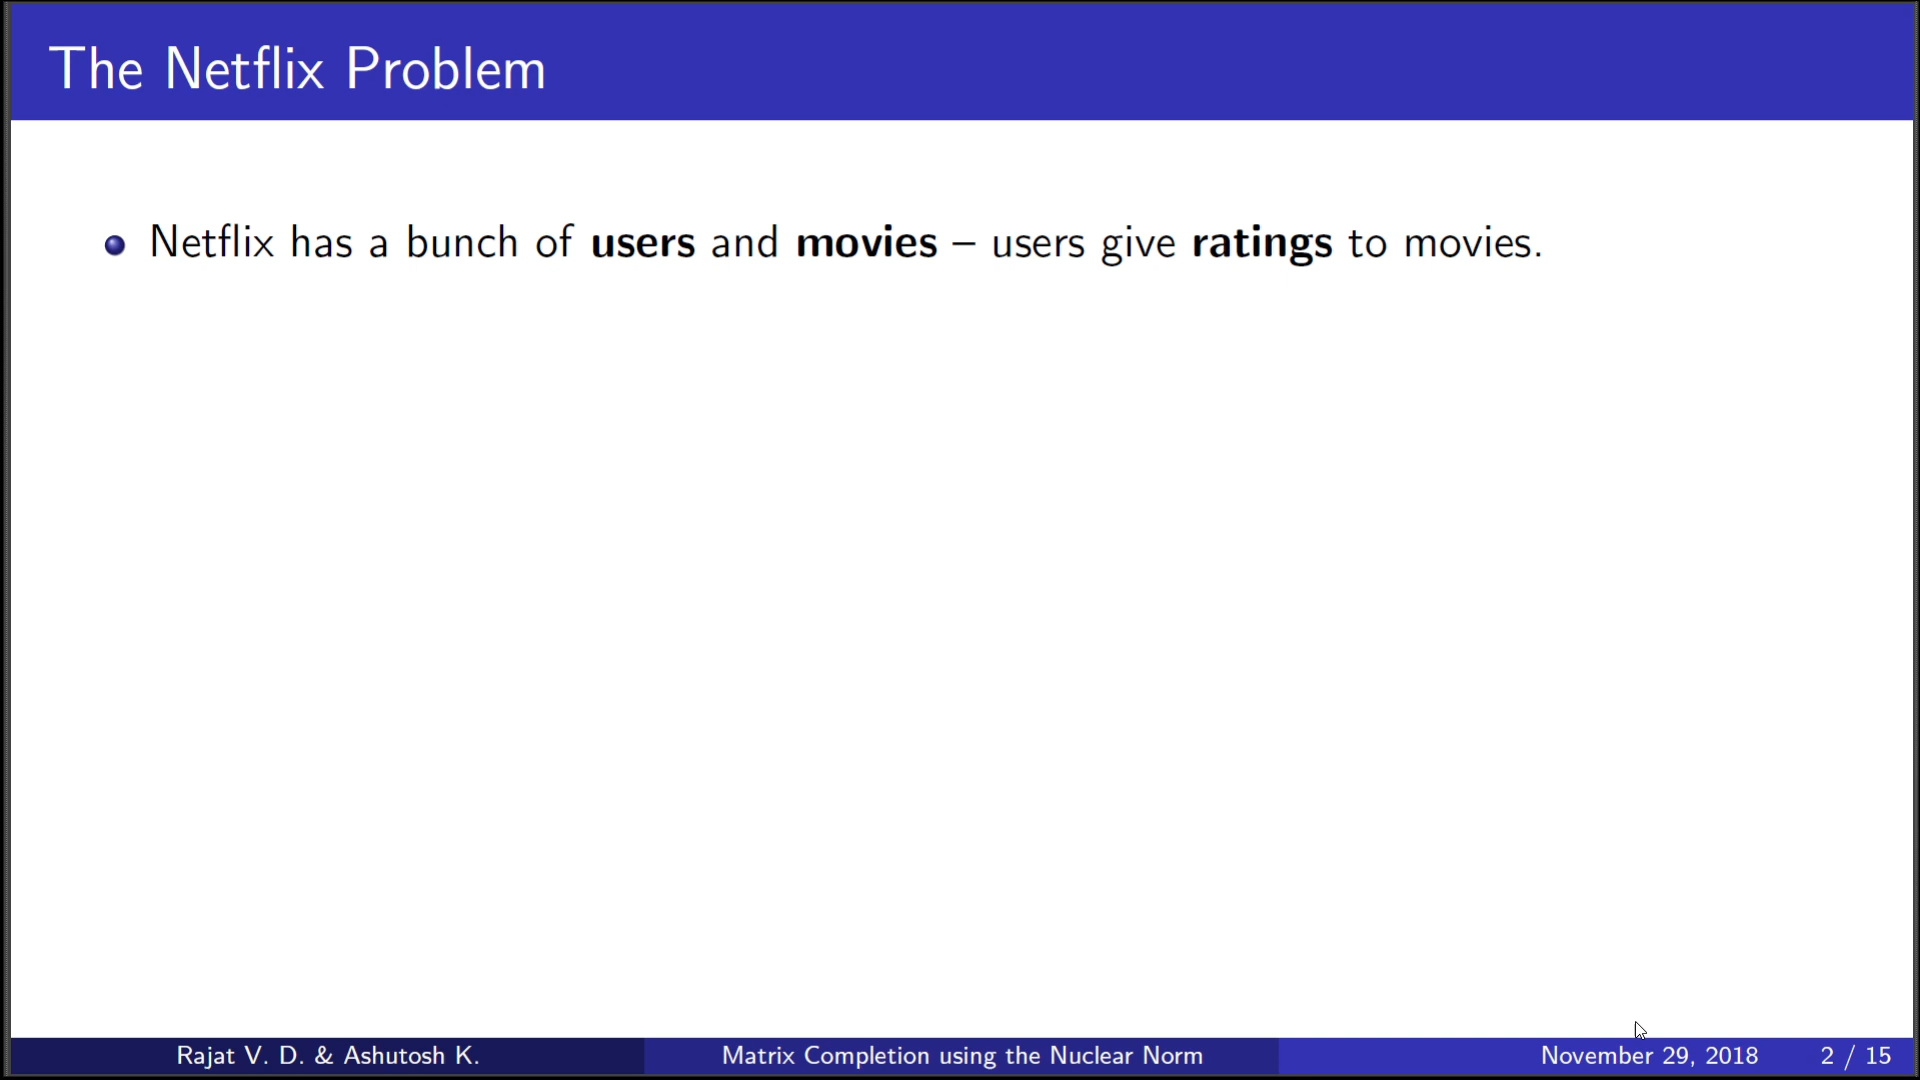 The Netflix Problem
Netflix has a bunch of users and movies – users give ratings to movies.
Rajat V. D. & Ashutosh K.
Matrix Completion using the Nuclear Norm
November 29, 2018
2 / 15